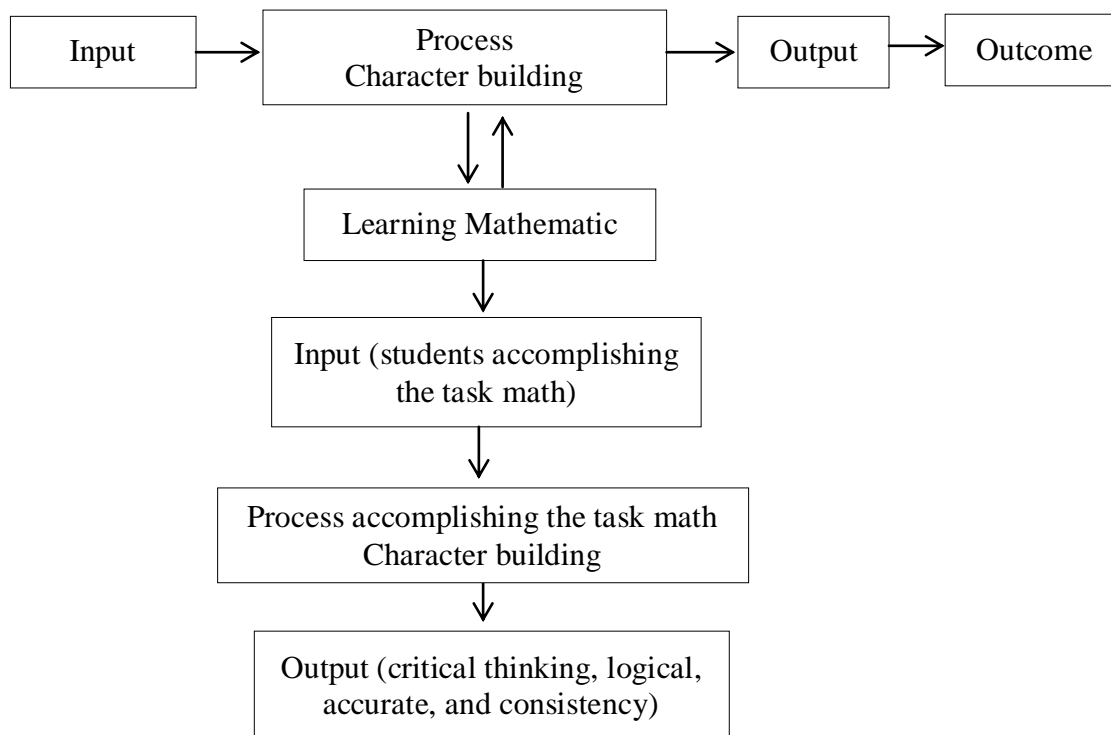 Input
Process
Character building
Output
Outcome
Learning Mathematic
Input (students accomplishing
the task math)
Process accomplishing the task math
Character building
Output (critical thinking, logical,
accurate, and consistency)